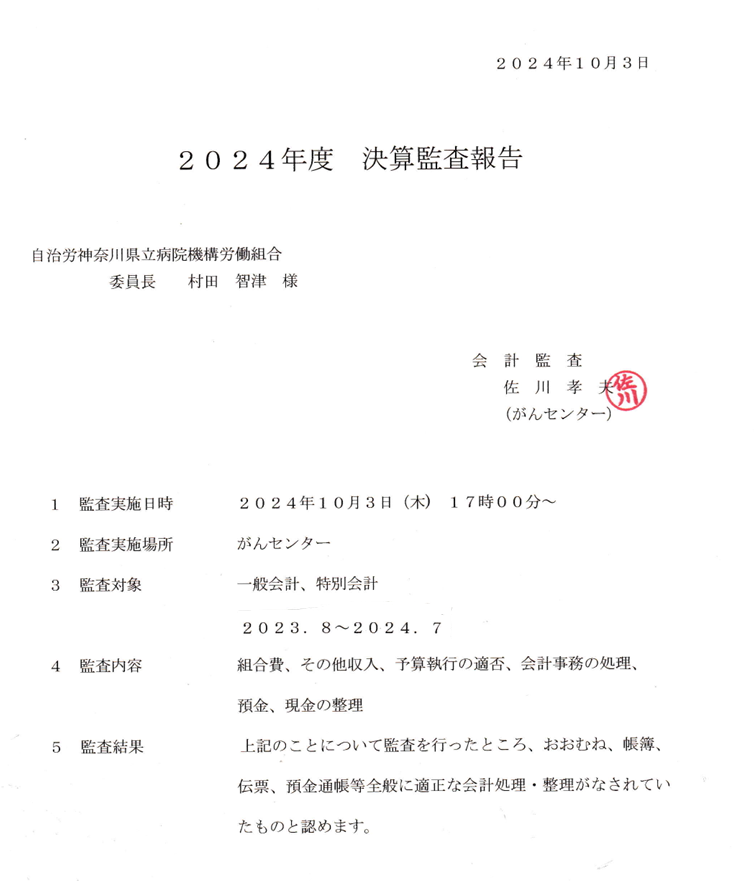 ２０２４年１０月３日
２０２４年度　決算監査報告
自治労神奈川県立病院機構労働組合
委員長　村田　智津　様
会　計　監　査
佐　川　孝　夫
佐川
（がんセンター）
１　監査実施日時　２０２４年１０月３日（木）　１７時００分～
２　監査実施場所　がんセンター
３　監査対象　一般会計、特別会計
２０２３．８～２０２４．７
４　監査内容　組合費、その他収入、予算執行の適否、会計事務の処理、
預金、現金の整理
５　監査結果　上記のことについて監査を行ったところ、おおむね、帳簿、
伝票、預金通帳等全般に適正な会計処理・整理がなされてい
たものと認めます。